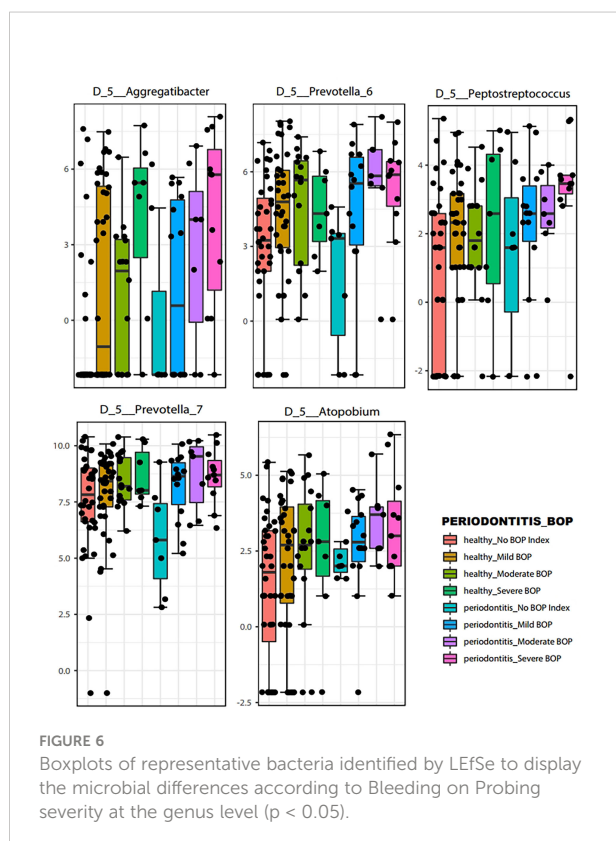 D_5__Aggregatibacter
D_5__Prevotella_6
D_5__Peptostreptococcus
6
3
0
6
3
0
4
2
0
-2
D_5__Prevotella_7
D_5__Atopobium
10.0
7.5
5.0
2.5
0.0
5.0
2.5
0.0
-2.5
PERIODONTITIS_BOP
healthy_No BOP Index
healthy_Mild BOP
healthy_Moderate BOP
healthy_Severe BOP
periodontitis_No BOP Index
periodontitis_Mild BOP
periodontitis_Moderate BOP
periodontitis_Severe BOP
FIGURE 6
Boxplots of representative bacteria identified by LEfSe to display
the microbial differences according to Bleeding on Probing
severity at the genus level (p < 0.05).